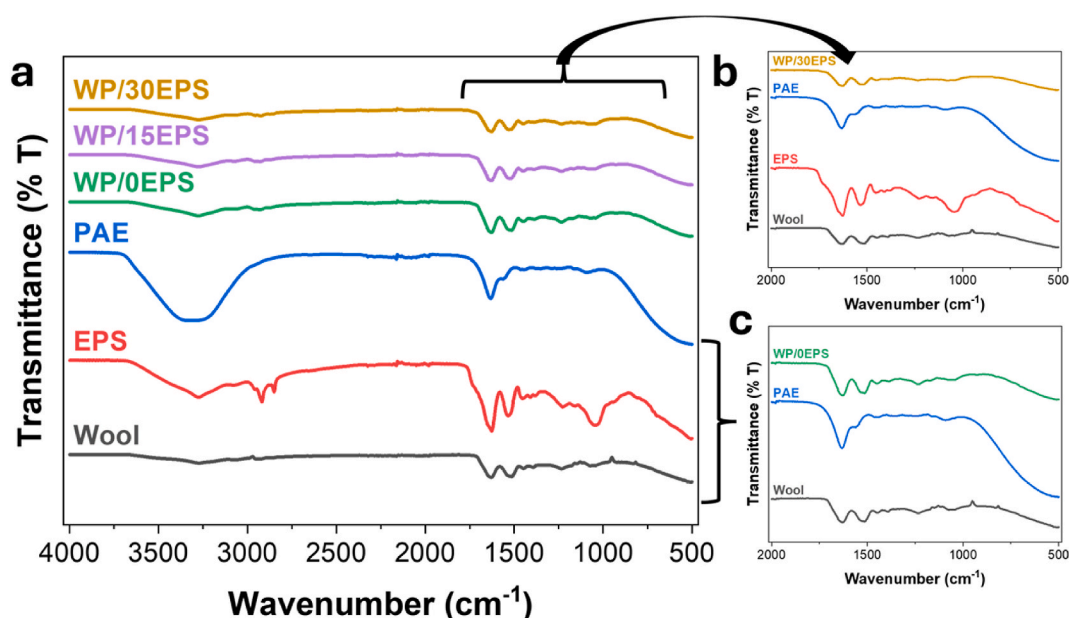 a
WP/30EPS
WP/15EPS
WP/0EPS
PAE
EPS
Wool
Transmittance (% T)
4000 3500 3000 2500 2000 1500 1000 500
Wavenumber (cm⁻¹)
b
WP/30EPS
PAE
EPS
Wool
Transmittance (% T)
2000 1500 1000 500
Wavenumber (cm⁻¹)
c
WP/0EPS
PAE
Wool
Transmittance (% T)
2000 1500 1000 500
Wavenumber (cm⁻¹)